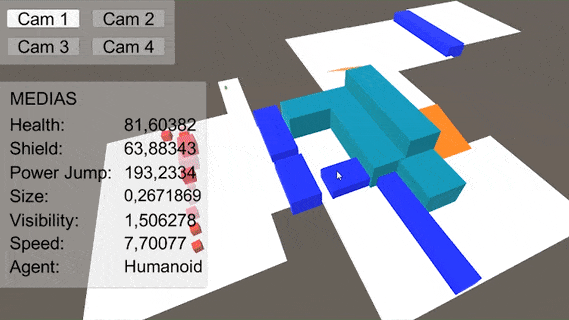 Cam 1 Cam 2
Cam 3 Cam 4
MEDIAS
Health: 81,60382
Shield: 63,88343
Power Jump: 193,2334
Size: 0,2671869
Visibility: 1,506278
Speed: 7,70077
Agent: Humanoid